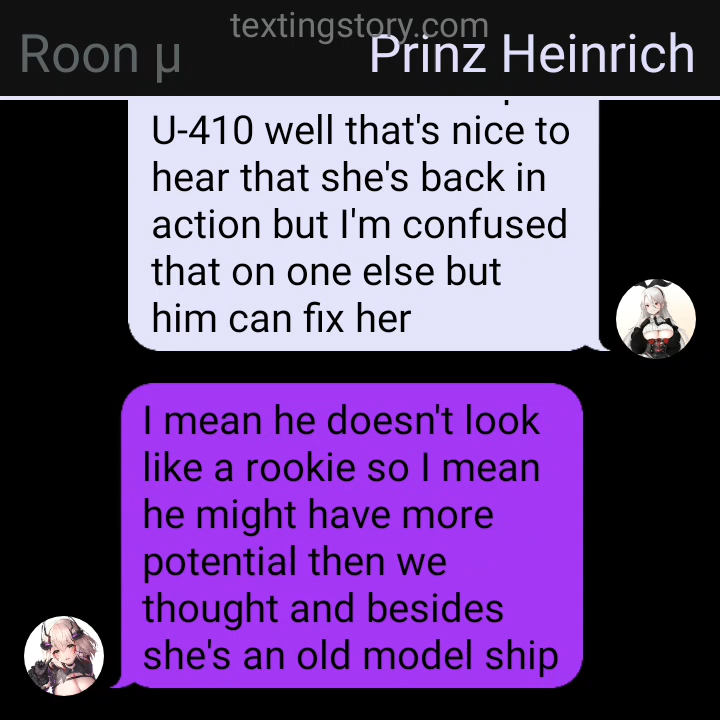 textingstory.com
Roon μ
Prinz Heinrich
U-410 well that's nice to
hear that she's back in
action but I'm confused
that on one else but
him can fix her
I mean he doesn't look
like a rookie so I mean
he might have more
potential then we
thought and besides
she's an old model ship